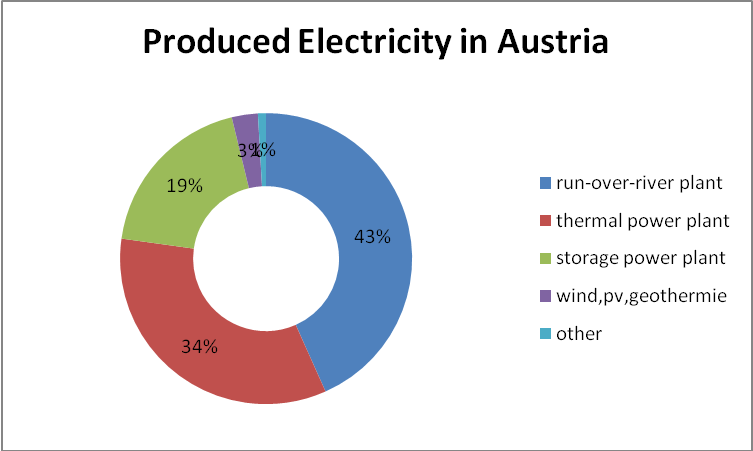 Produced Electricity in Austria
3%
1%
19%
43%
34%
run-over-river plant
thermal power plant
storage power plant
wind,pv,geothermie
other